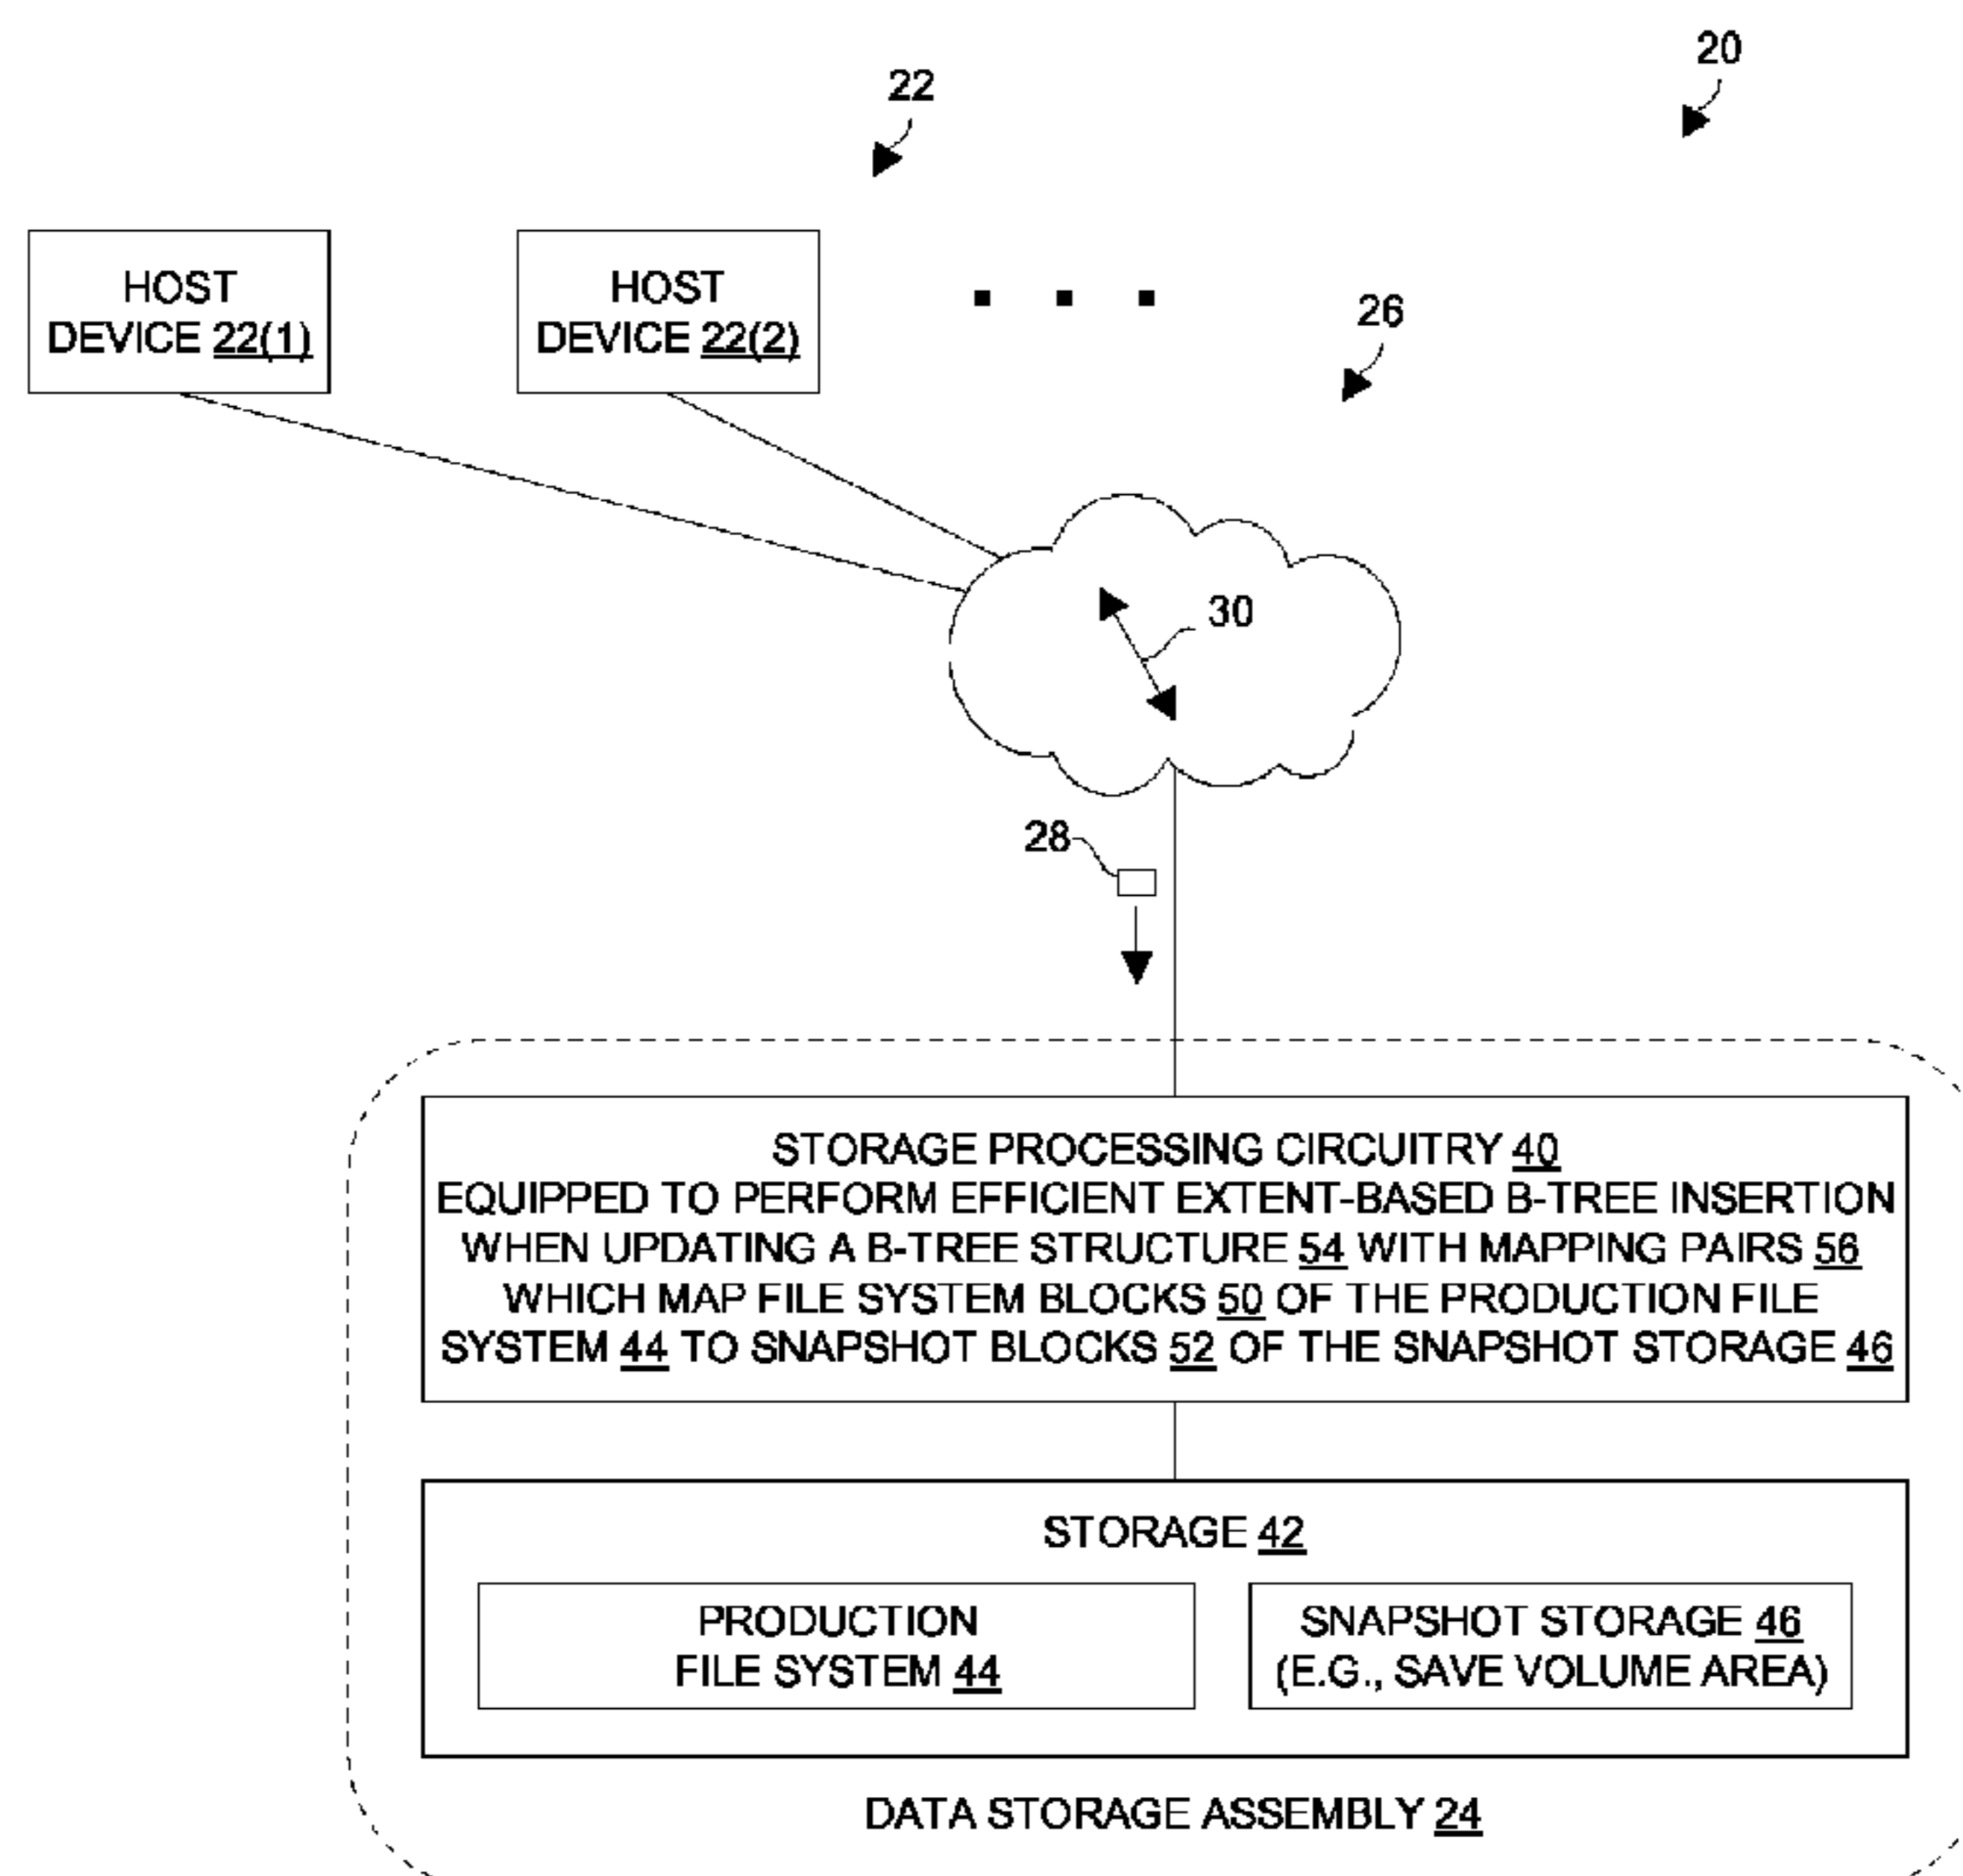 20
22
HOST
DEVICE 22(1)
HOST
DEVICE 22(2)
26
30
28
STORAGE PROCESSING CIRCUITRY 40
EQUIPPED TO PERFORM EFFICIENT EXTENT-BASED B-TREE INSERTION
WHEN UPDATING A B-TREE STRUCTURE 54 WITH MAPPING PAIRS 56
WHICH MAP FILE SYSTEM BLOCKS 50 OF THE PRODUCTION FILE
SYSTEM 44 TO SNAPSHOT BLOCKS 52 OF THE SNAPSHOT STORAGE 46
STORAGE 42
PRODUCTION
FILE SYSTEM 44
SNAPSHOT STORAGE 46
(E.G., SAVE VOLUME AREA)
DATA STORAGE ASSEMBLY 24